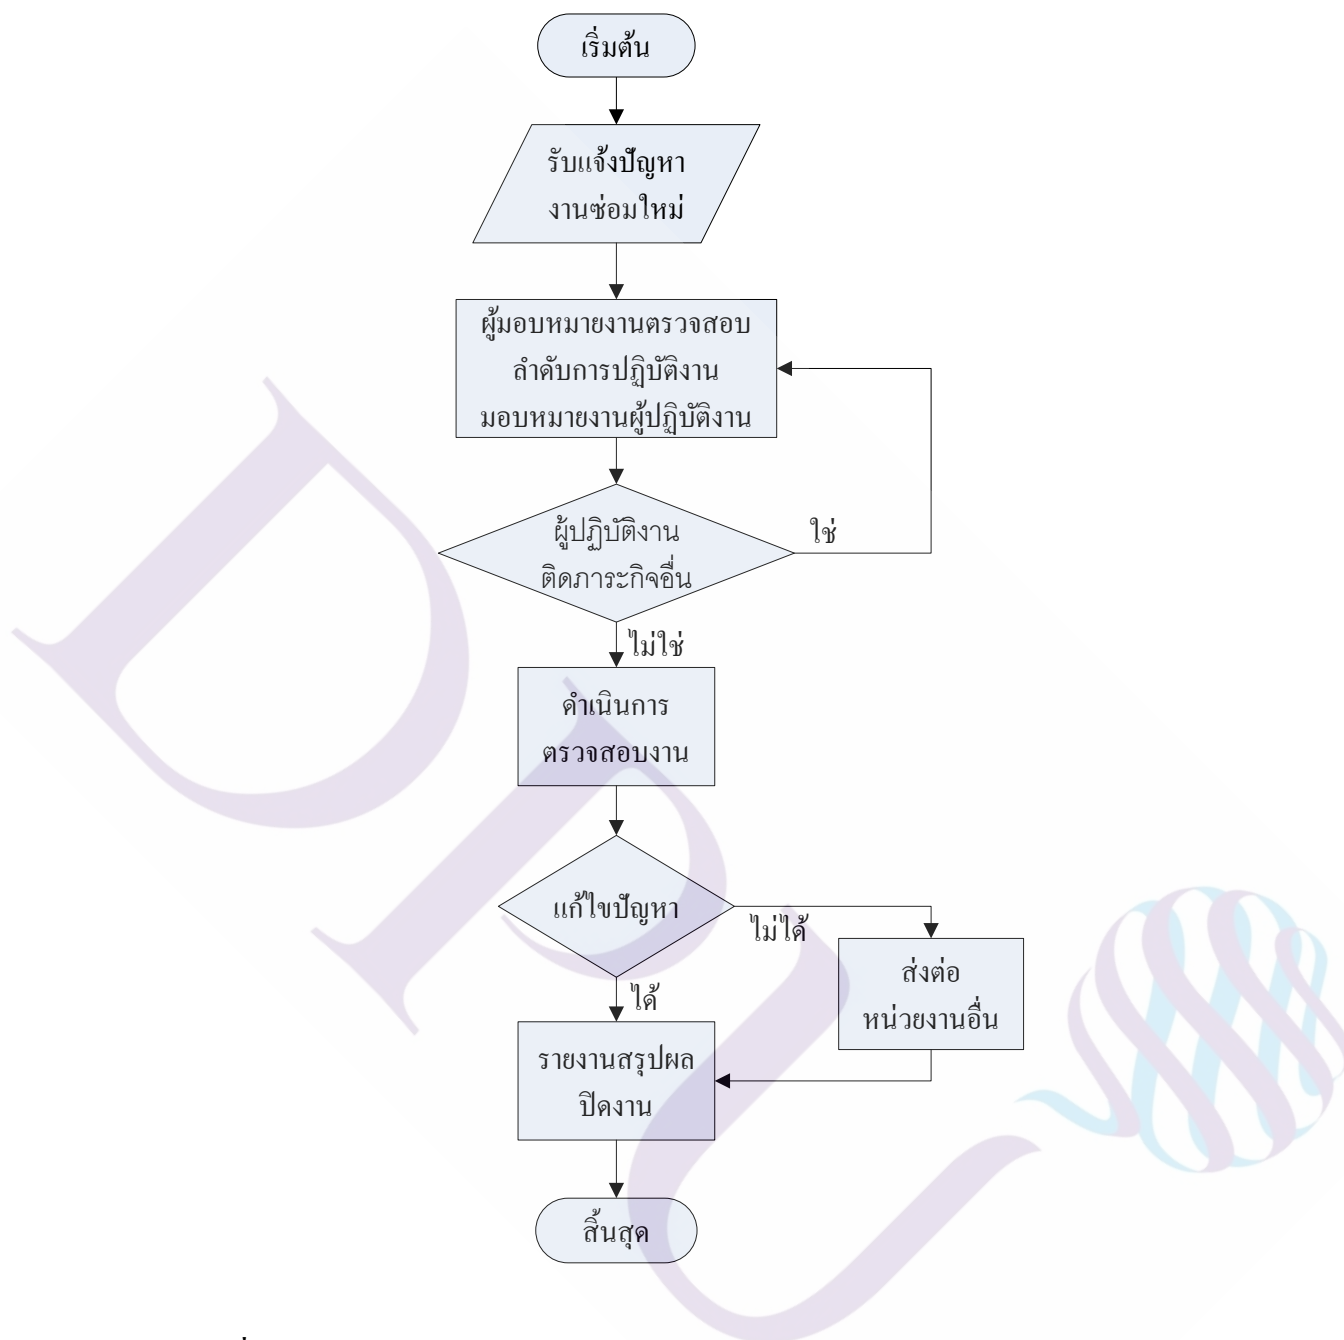 เริ่มต้น
รับแจ้งปัญหา
งานซ่อมใหม่
ผู้มอบหมายงานตรวจสอบ
ลำดับการปฏิบัติงาน
มอบหมายงานผู้ปฏิบัติงาน
ผู้ปฏิบัติงาน
ติดภาระกิจอื่น
ใช่
ไม่ใช่
ดำเนินการ
ตรวจสอบงาน
แก้ไขปัญหา
ไม่ได้
ได้
ส่งต่อ
หน่วยงานอื่น
รายงานสรุปผล
ปิดงาน
สิ้นสุด
DPU